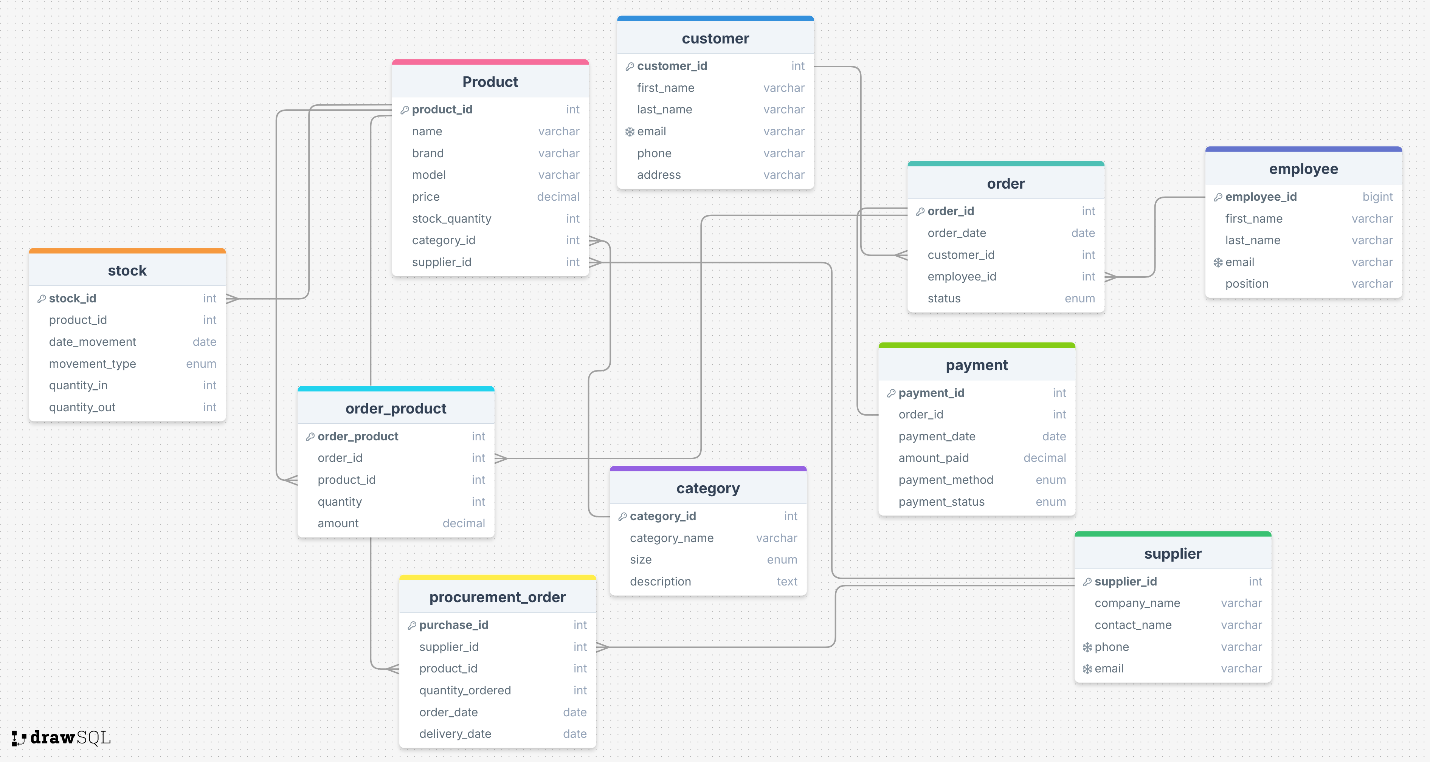 customer
customer_id int
first_name varchar
last_name varchar
email varchar
phone varchar
address varchar
Product
product_id int
name varchar
brand varchar
model varchar
price decimal
stock_quantity int
category_id int
supplier_id int
employee
employee_id bigint
first_name varchar
last_name varchar
email varchar
position varchar
order
order_id int
order_date date
customer_id int
employee_id int
status enum
stock
stock_id int
product_id int
date_movement date
movement_type enum
quantity_in int
quantity_out int
payment
payment_id int
order_id int
payment_date date
amount_paid decimal
payment_method enum
payment_status enum
order_product
order_product int
order_id int
product_id int
quantity int
amount decimal
category
category_id int
category_name varchar
size enum
description text
supplier
supplier_id int
company_name varchar
contact_name varchar
phone varchar
email varchar
procurement_order
purchase_id int
supplier_id int
product_id int
quantity_ordered int
order_date date
delivery_date date
drawSQL